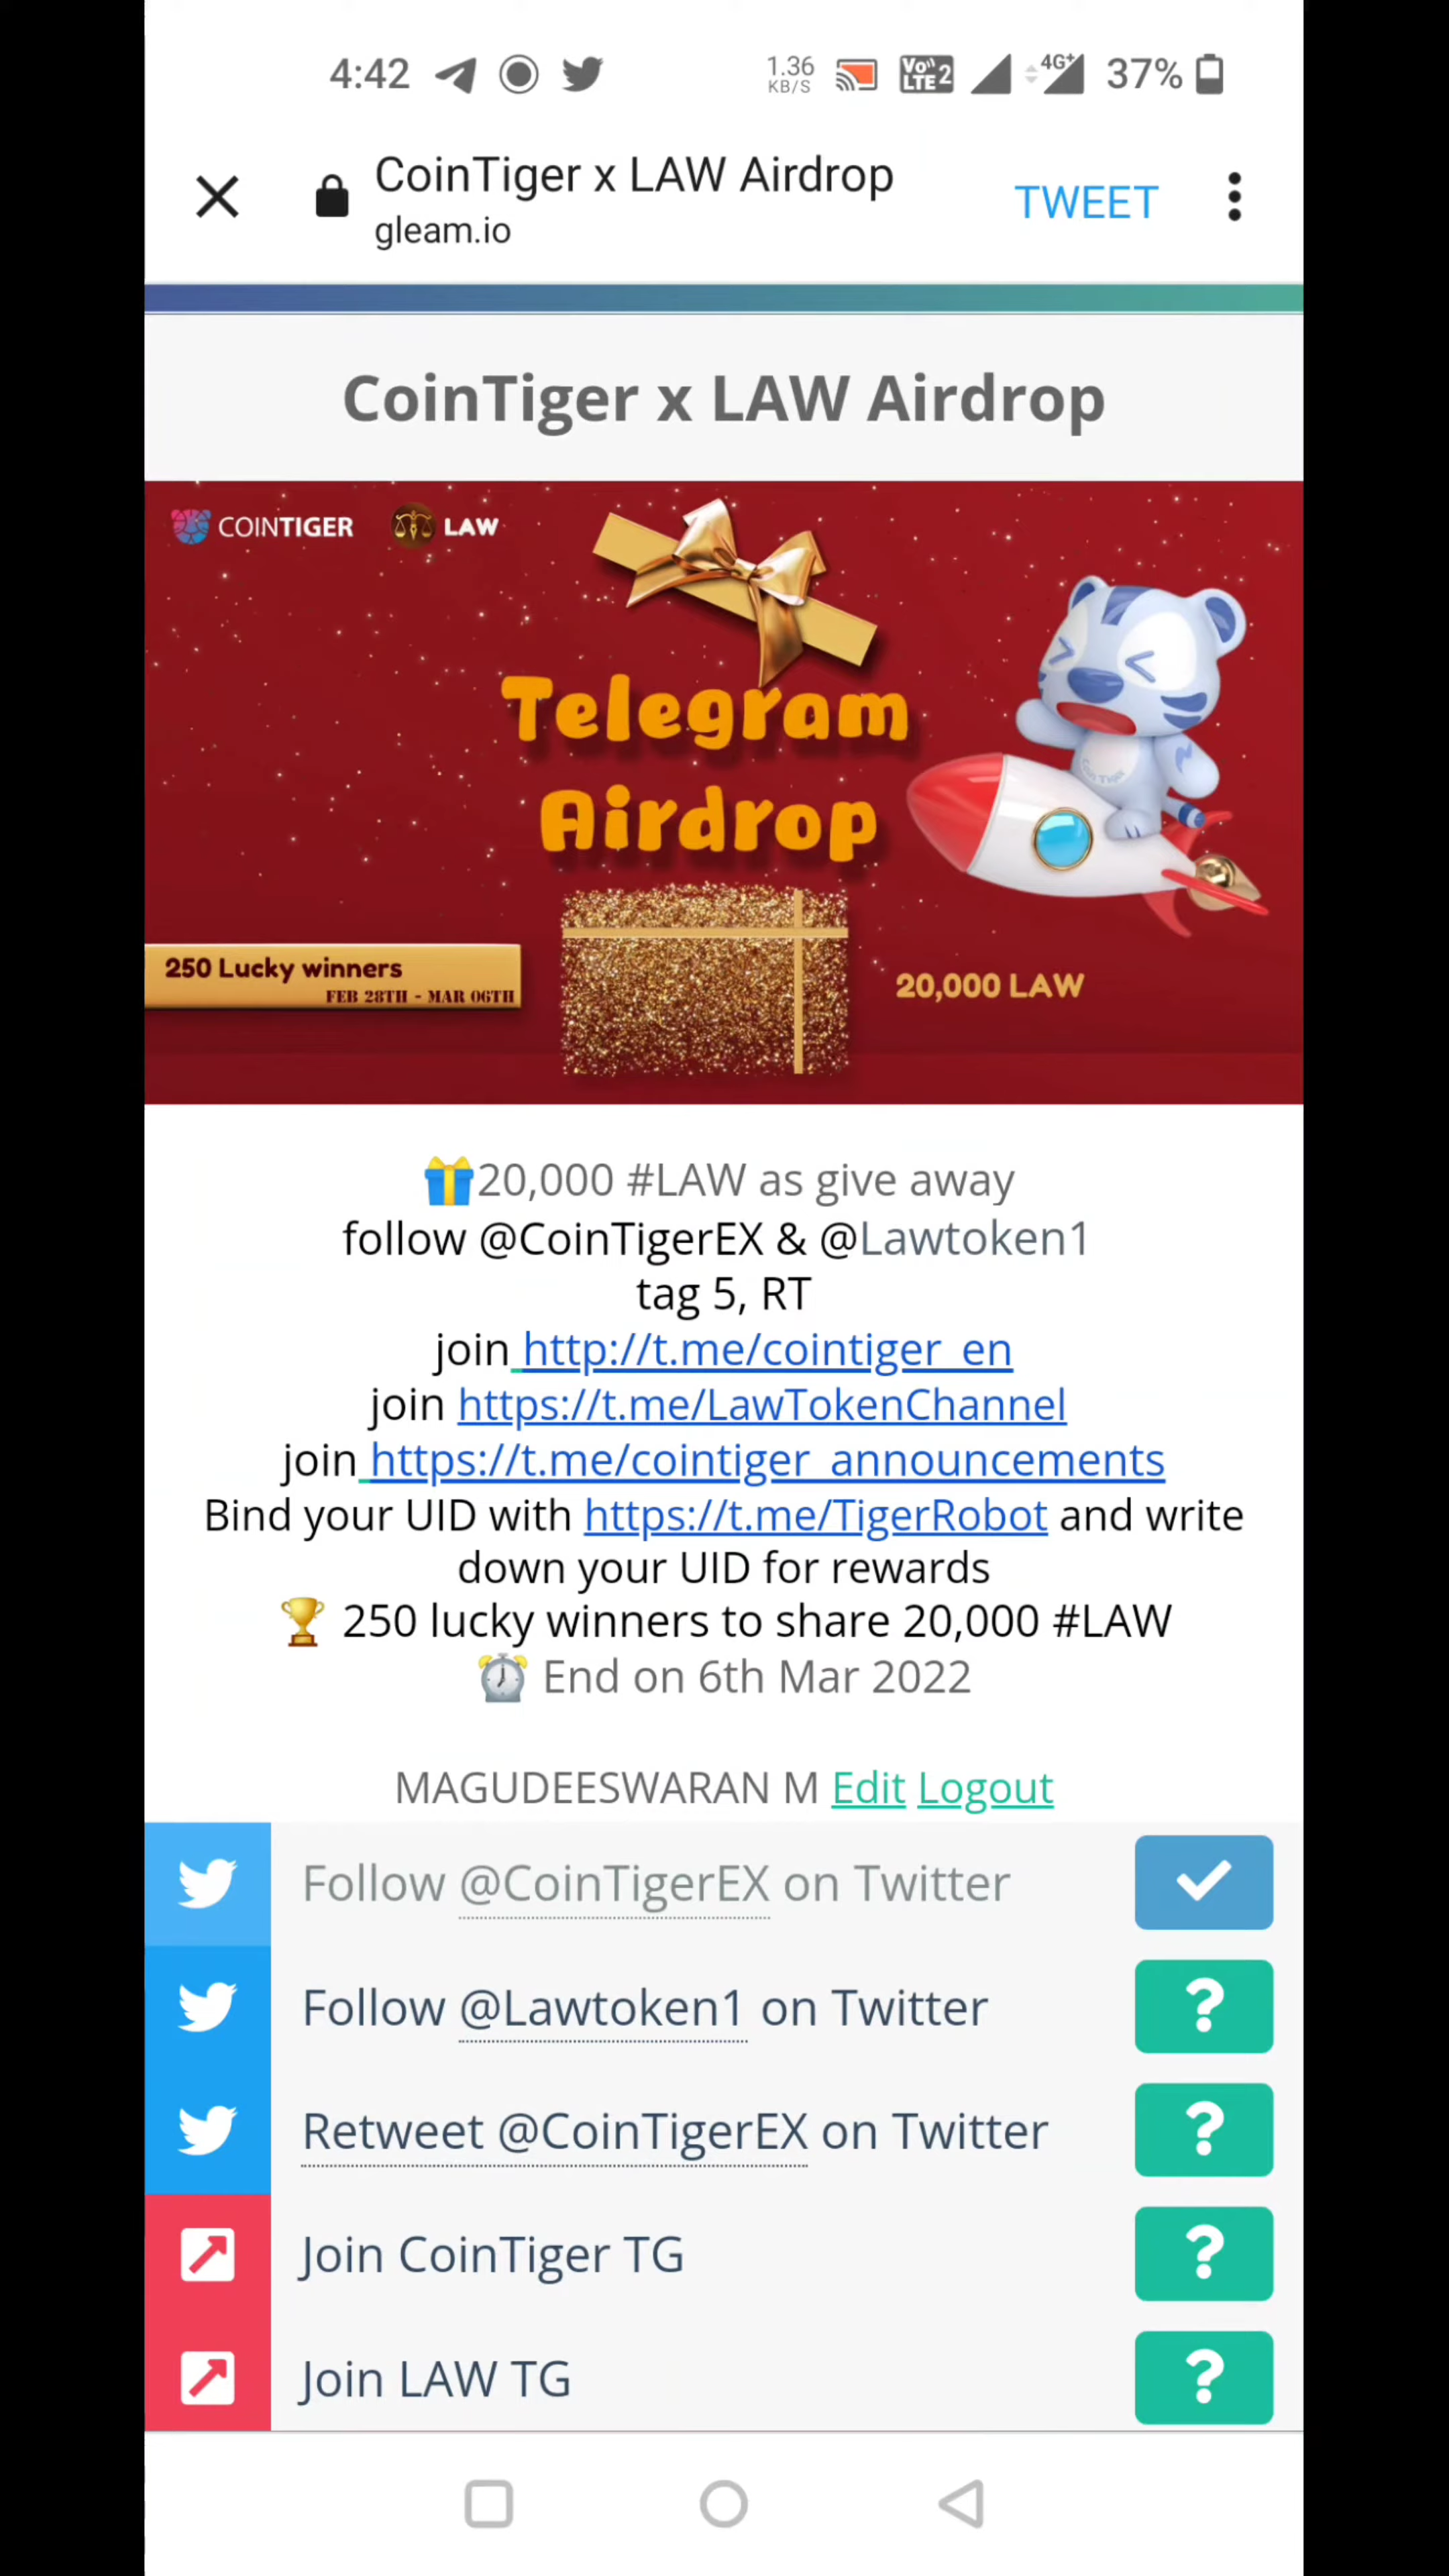 4:42 1.36 KB/S Vo)) LTE 2 4G+ 37%
CoinTiger x LAW Airdrop
gleam.io
TWEET
CoinTiger x LAW Airdrop
COINTIGER LAW
Telegram
Airdrop
250 Lucky winners
FEB 28TH - MAR 06TH
20,000 LAW
20,000 #LAW as give away
follow @CoinTigerEX & @Lawtoken1
tag 5, RT
join http://t.me/cointiger_en
join https://t.me/LawTokenChannel
join https://t.me/cointiger_announcements
Bind your UID with https://t.me/TigerRobot and write
down your UID for rewards
🏆 250 lucky winners to share 20,000 #LAW
End on 6th Mar 2022
MAGUDEESWARAN M Edit Logout
Follow @CoinTigerEX on Twitter
Follow @Lawtoken1 on Twitter ?
Retweet @CoinTigerEX on Twitter ?
Join CoinTiger TG ?
Join LAW TG ?